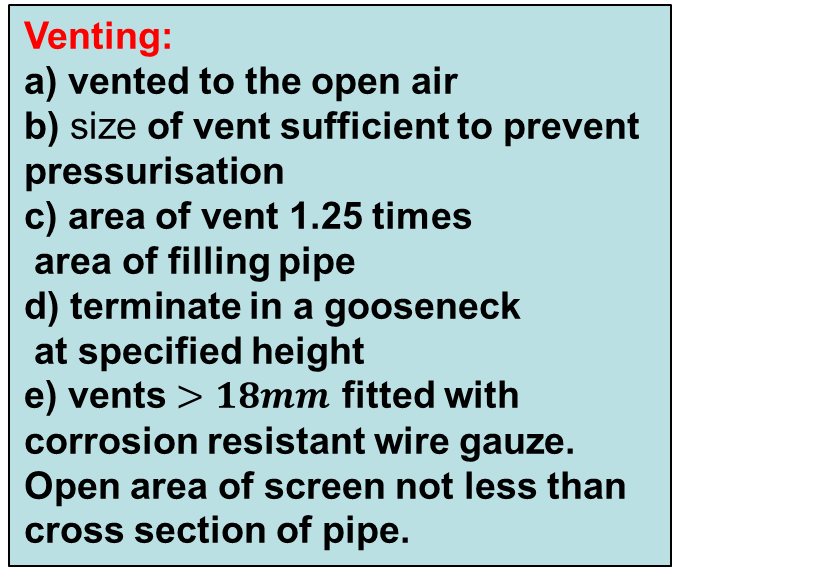 Venting:
a) vented to the open air
b) size of vent sufficient to prevent
pressurisation
c) area of vent 1.25 times
area of filling pipe
d) terminate in a gooseneck
at specified height
e) vents > 18mm fitted with
corrosion resistant wire gauze.
Open area of screen not less than
cross section of pipe.